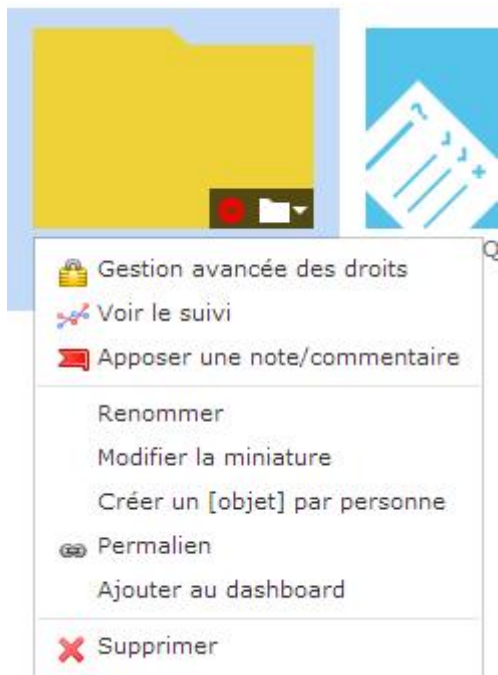 Q
Gestion avancée des droits
Voir le suivi
Apposer une note/commentaire
Renommer
Modifier la miniature
Créer un [objet] par personne
Permalien
Ajouter au dashboard
Supprimer